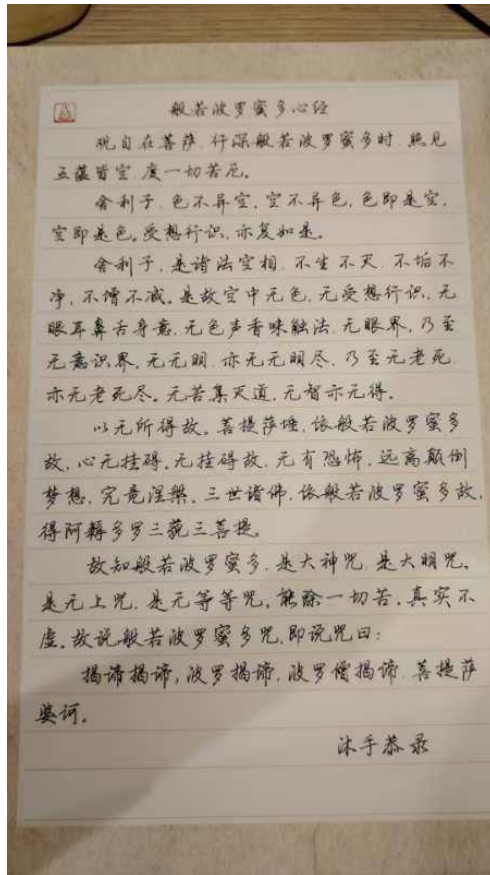 般若波罗蜜多心经
观自在菩萨,行深般若波罗蜜多时,照见
五蕴皆空,度一切苦厄。
舍利子,色不异空,空不异色,色即是空,
空即是色。受想行识,亦复如是。
舍利子,是诸法空相,不生不灭,不垢不
净,不增不减。是故空中无色,无受想行识,无
眼耳鼻舌身意,无色声香味触法,无眼界,乃至
无意识界,无无明,亦无无明尽,乃至无老死,
亦无老死尽。无苦集灭道,无智亦无得。
以无所得故,菩提萨埵,依般若波罗蜜多
故,心无挂碍。无挂碍故,无有恐怖,远离颠倒
梦想,究竟涅槃。三世诸佛,依般若波罗蜜多故,
得阿耨多罗三藐三菩提。
故知般若波罗蜜多,是大神咒,是大明咒,
是无上咒,是无等等咒。能除一切苦,真实不
虚。故说般若波罗蜜多咒,即说咒曰:
揭谛揭谛,波罗揭谛,波罗僧揭谛,菩提萨
婆诃。
沐手恭录